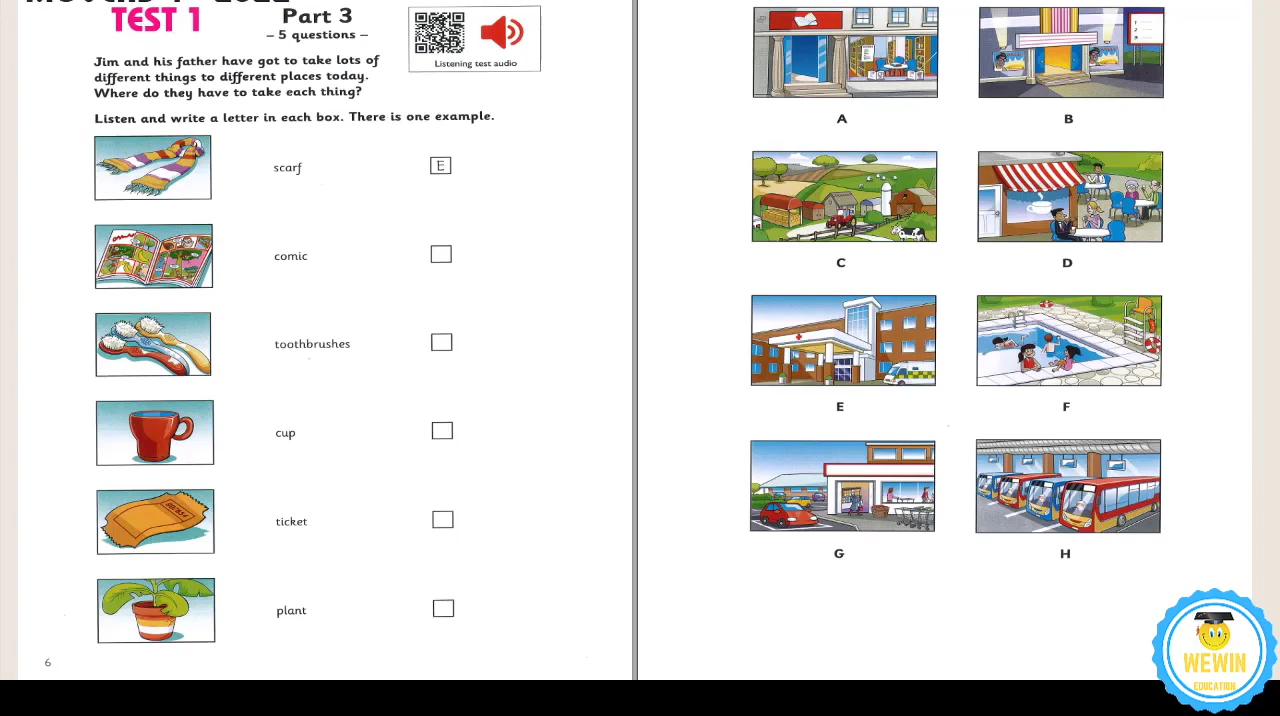 TEST 1
Part 3
– 5 questions –
Listening test audio
Jim and his father have got to take lots of
different things to different places today.
Where do they have to take each thing?
Listen and write a letter in each box. There is one example.
scarf
E
comic
toothbrushes
cup
ticket
plant
6
A
B
C
D
E
F
G
H
WEWIN
EDUCATION